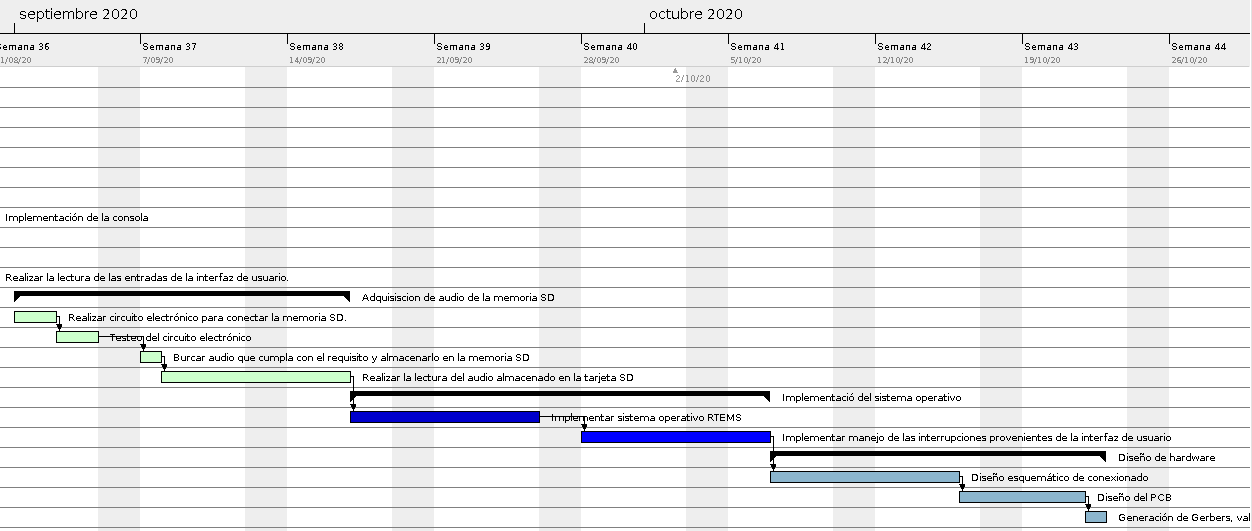 septiembre 2020 octubre 2020
Semana 36 Semana 37 Semana 38 Semana 39 Semana 40 Semana 41 Semana 42 Semana 43 Semana 44
1/08/20 7/09/20 14/09/20 21/09/20 28/09/20 5/10/20 12/10/20 19/10/20 26/10/20
2/10/20
Implementación de la consola
Realizar la lectura de las entradas de la interfaz de usuario.
Adquisiscion de audio de la memoria SD
Realizar circuito electrónico para conectar la memoria SD.
Testeo del circuito electrónico
Burcar audio que cumpla con el requisito y almacenarlo en la memoria SD
Realizar la lectura del audio almacenado en la tarjeta SD
Implementació del sistema operativo
Implementar sistema operativo RTEMS
Implementar manejo de las interrupciones provenientes de la interfaz de usuario
Diseño de hardware
Diseño esquemático de conexionado
Diseño del PCB
Generación de Gerbers, val